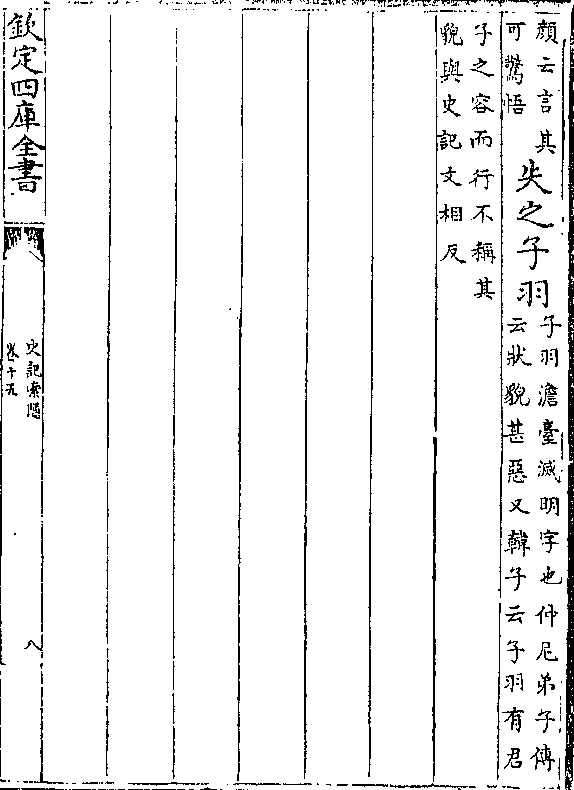 顔云言其
可驚悟
失之子羽
子羽澹臺滅明字也仲尼弟子傳
云狀貌甚惡又韓子云子羽有君
子之容而行不稱其
貌與史記文相反
欽定四庫全書
史記索隱
卷十五
八